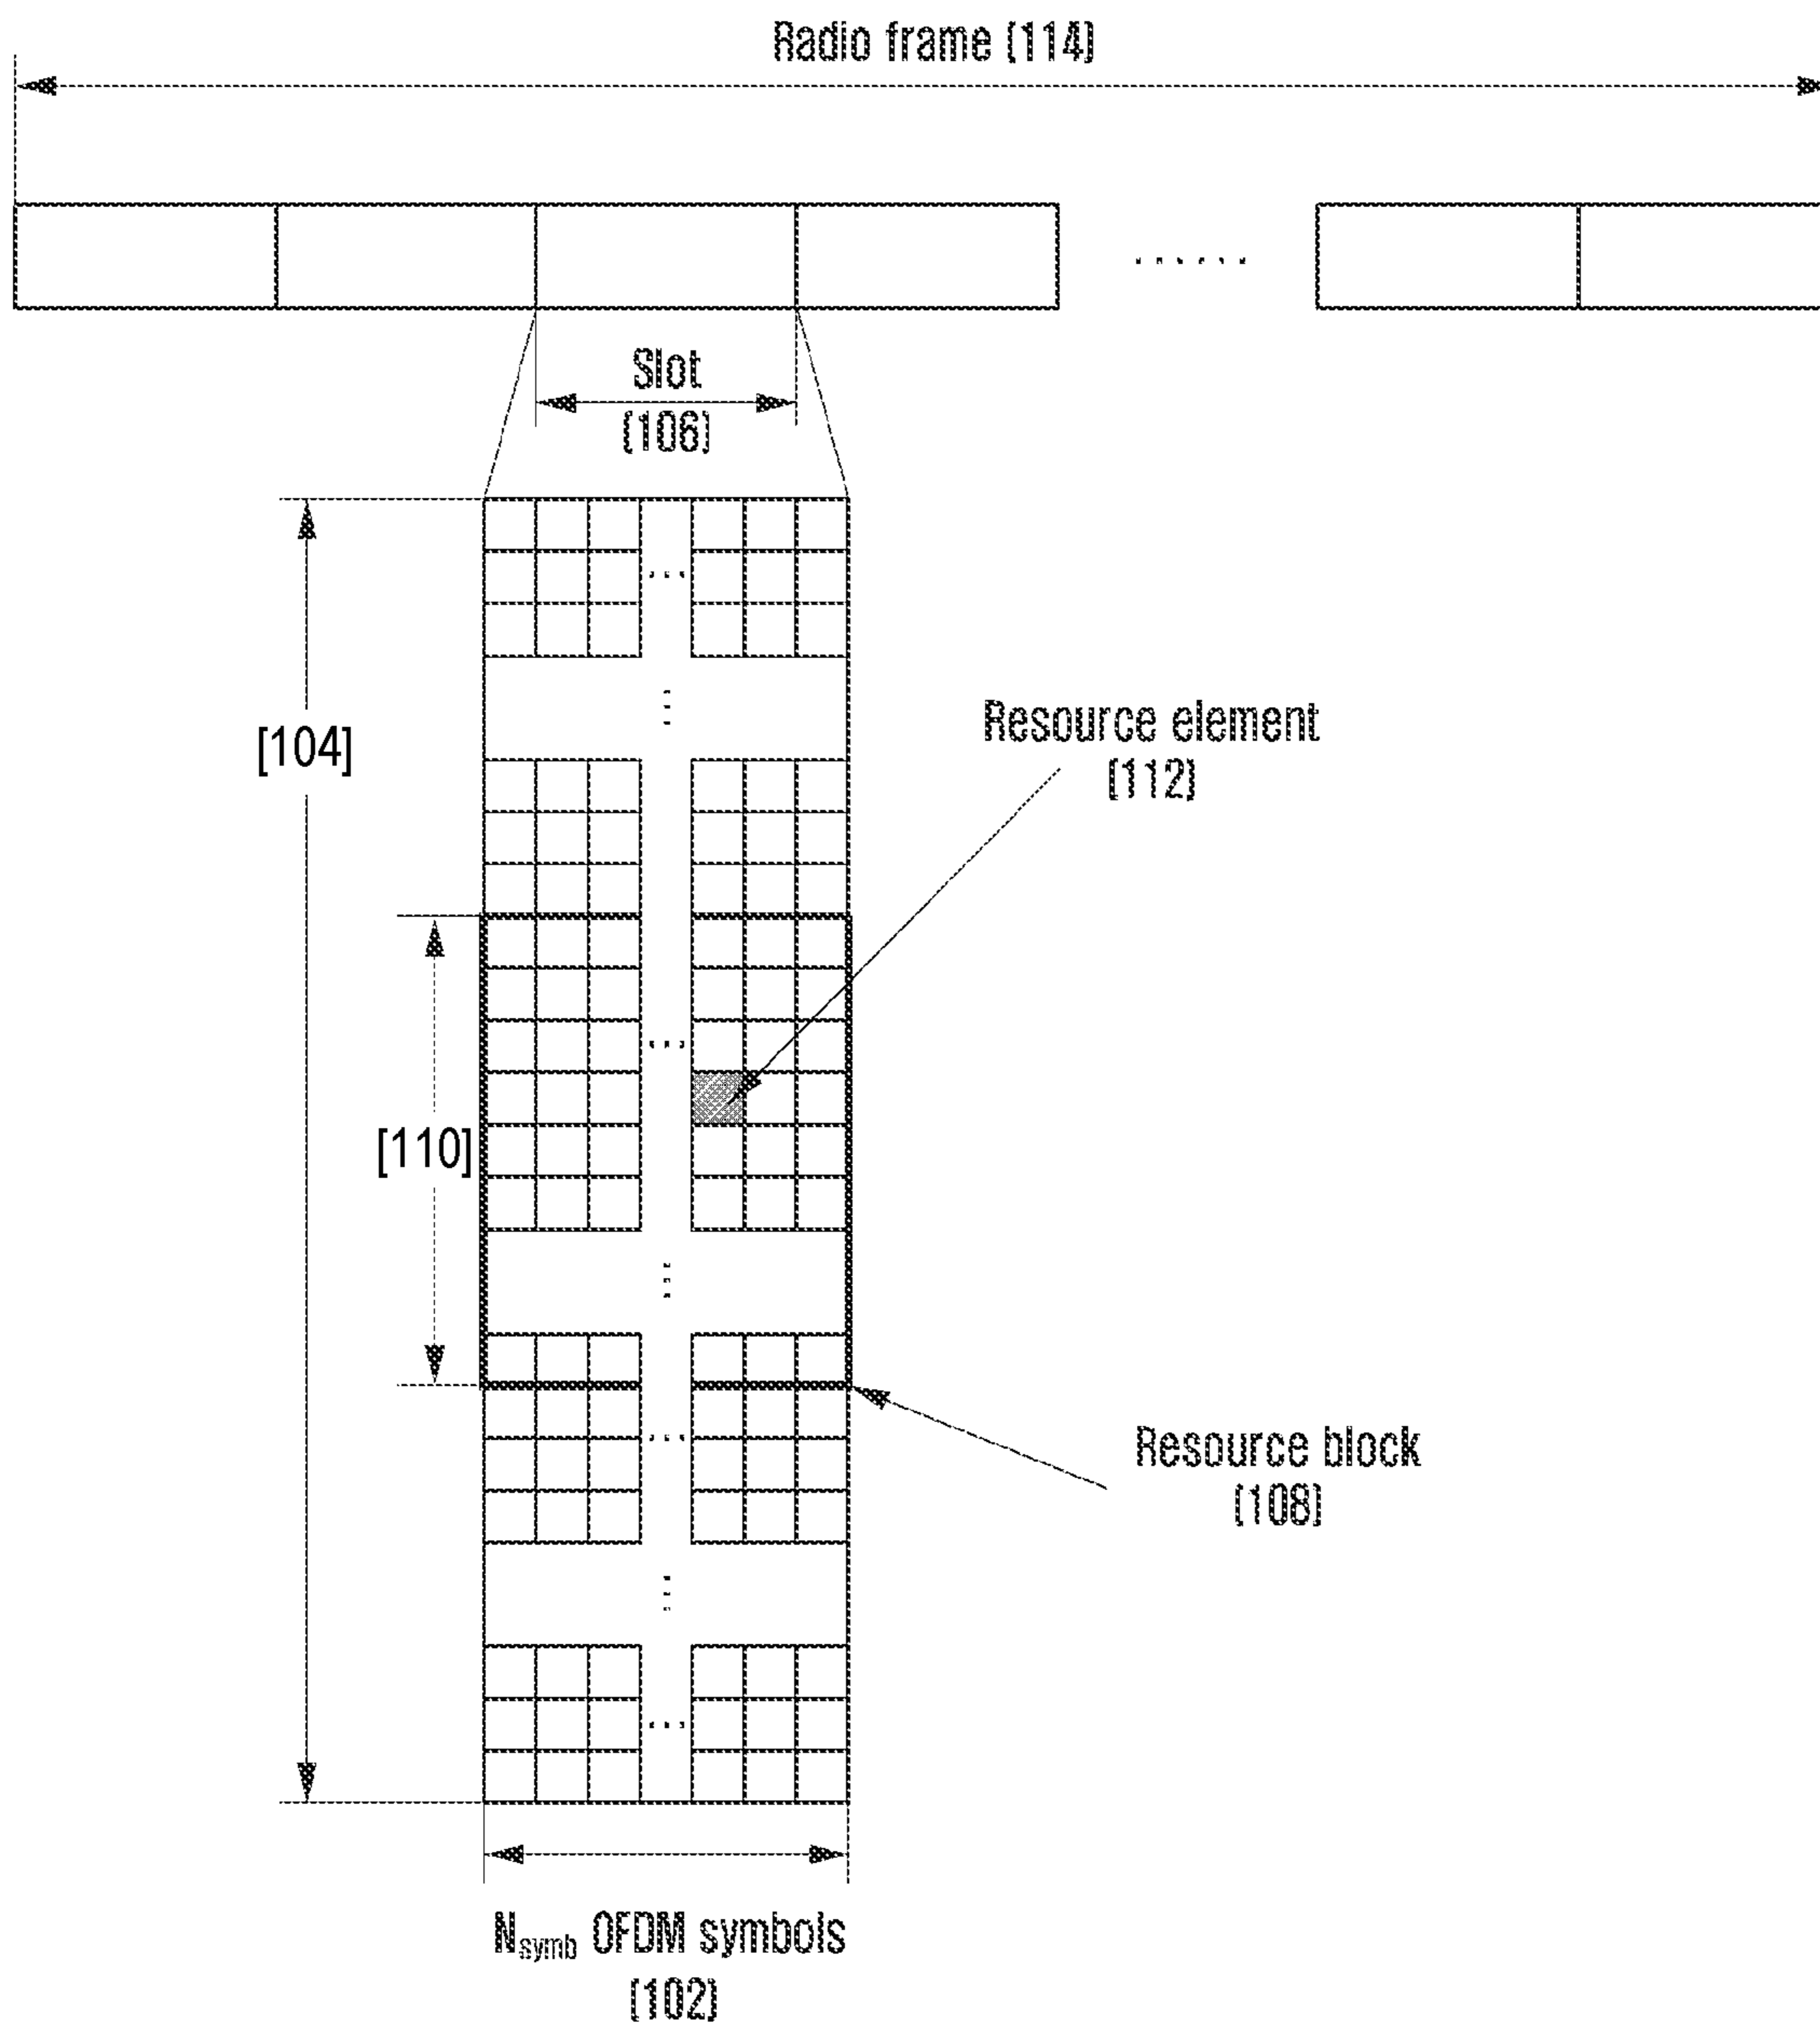 Radio frame (114)
Slot
(106)
[104]
Resource element
(112)
[110]
Resource block
(108)
Nsymb OFDM symbols
(102)